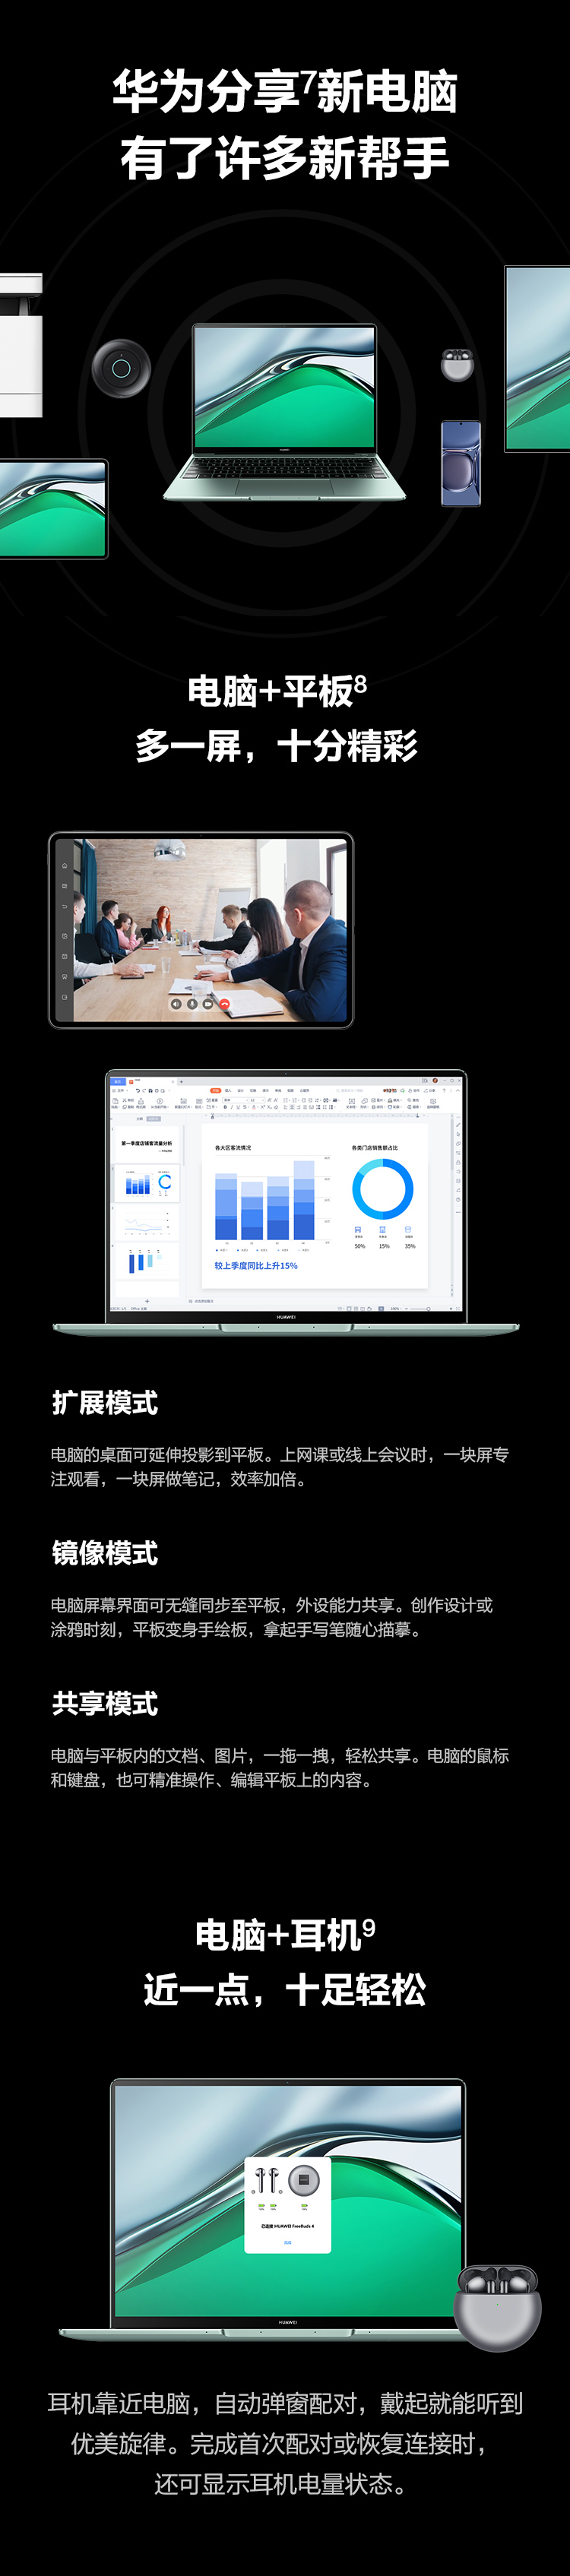 华为分享7新电脑
有了许多新帮手
电脑+平板8
多一屏，十分精彩
第一季度店铺客流量分析
各大区客流情况
各类门店销售额占比
50%
15%
35%
较上季度同比上升15%
HUAWEI
扩展模式
电脑的桌面可延伸投影到平板。上网课或线上会议时，一块屏专
注观看，一块屏做笔记，效率加倍。
镜像模式
电脑屏幕界面可无缝同步至平板，外设能力共享。创作设计或
涂鸦时刻，平板变身手绘板，拿起手写笔随心描摹。
共享模式
电脑与平板内的文档、图片，一拖一拽，轻松共享。电脑的鼠标
和键盘，也可精准操作、编辑平板上的内容。
电脑+耳机9
近一点，十足轻松
已连接 HUAWEI FreeBuds 4
HUAWEI
耳机靠近电脑，自动弹窗配对，戴起就能听到
优美旋律。完成首次配对或恢复连接时，
还可显示耳机电量状态。